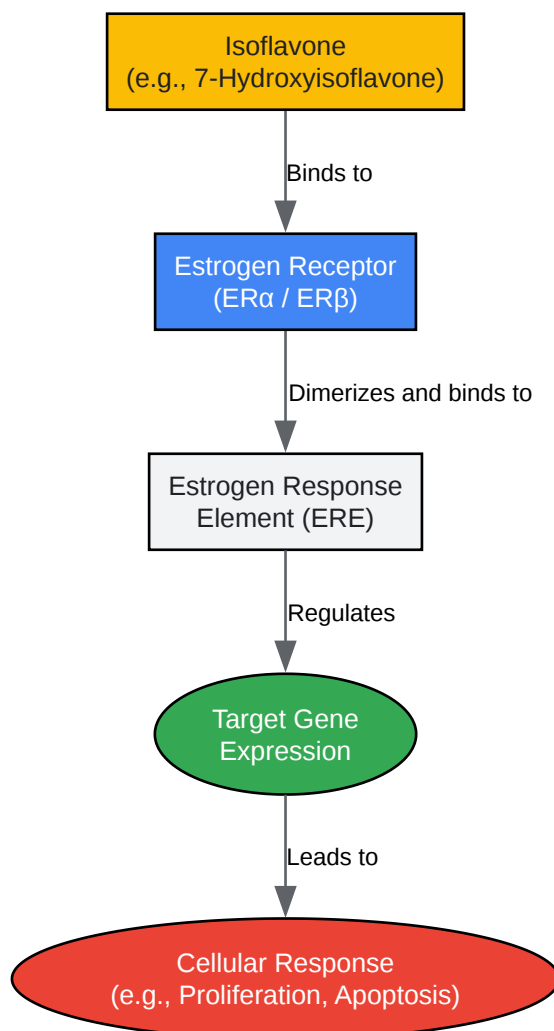 Isoflavone
(e.g., 7-Hydroxyisoflavone)
Binds to
Estrogen Receptor
(ERα / ERβ)
Dimerizes and binds to
Estrogen Response
Element (ERE)
Regulates
Target Gene
Expression
Leads to
Cellular Response
(e.g., Proliferation, Apoptosis)